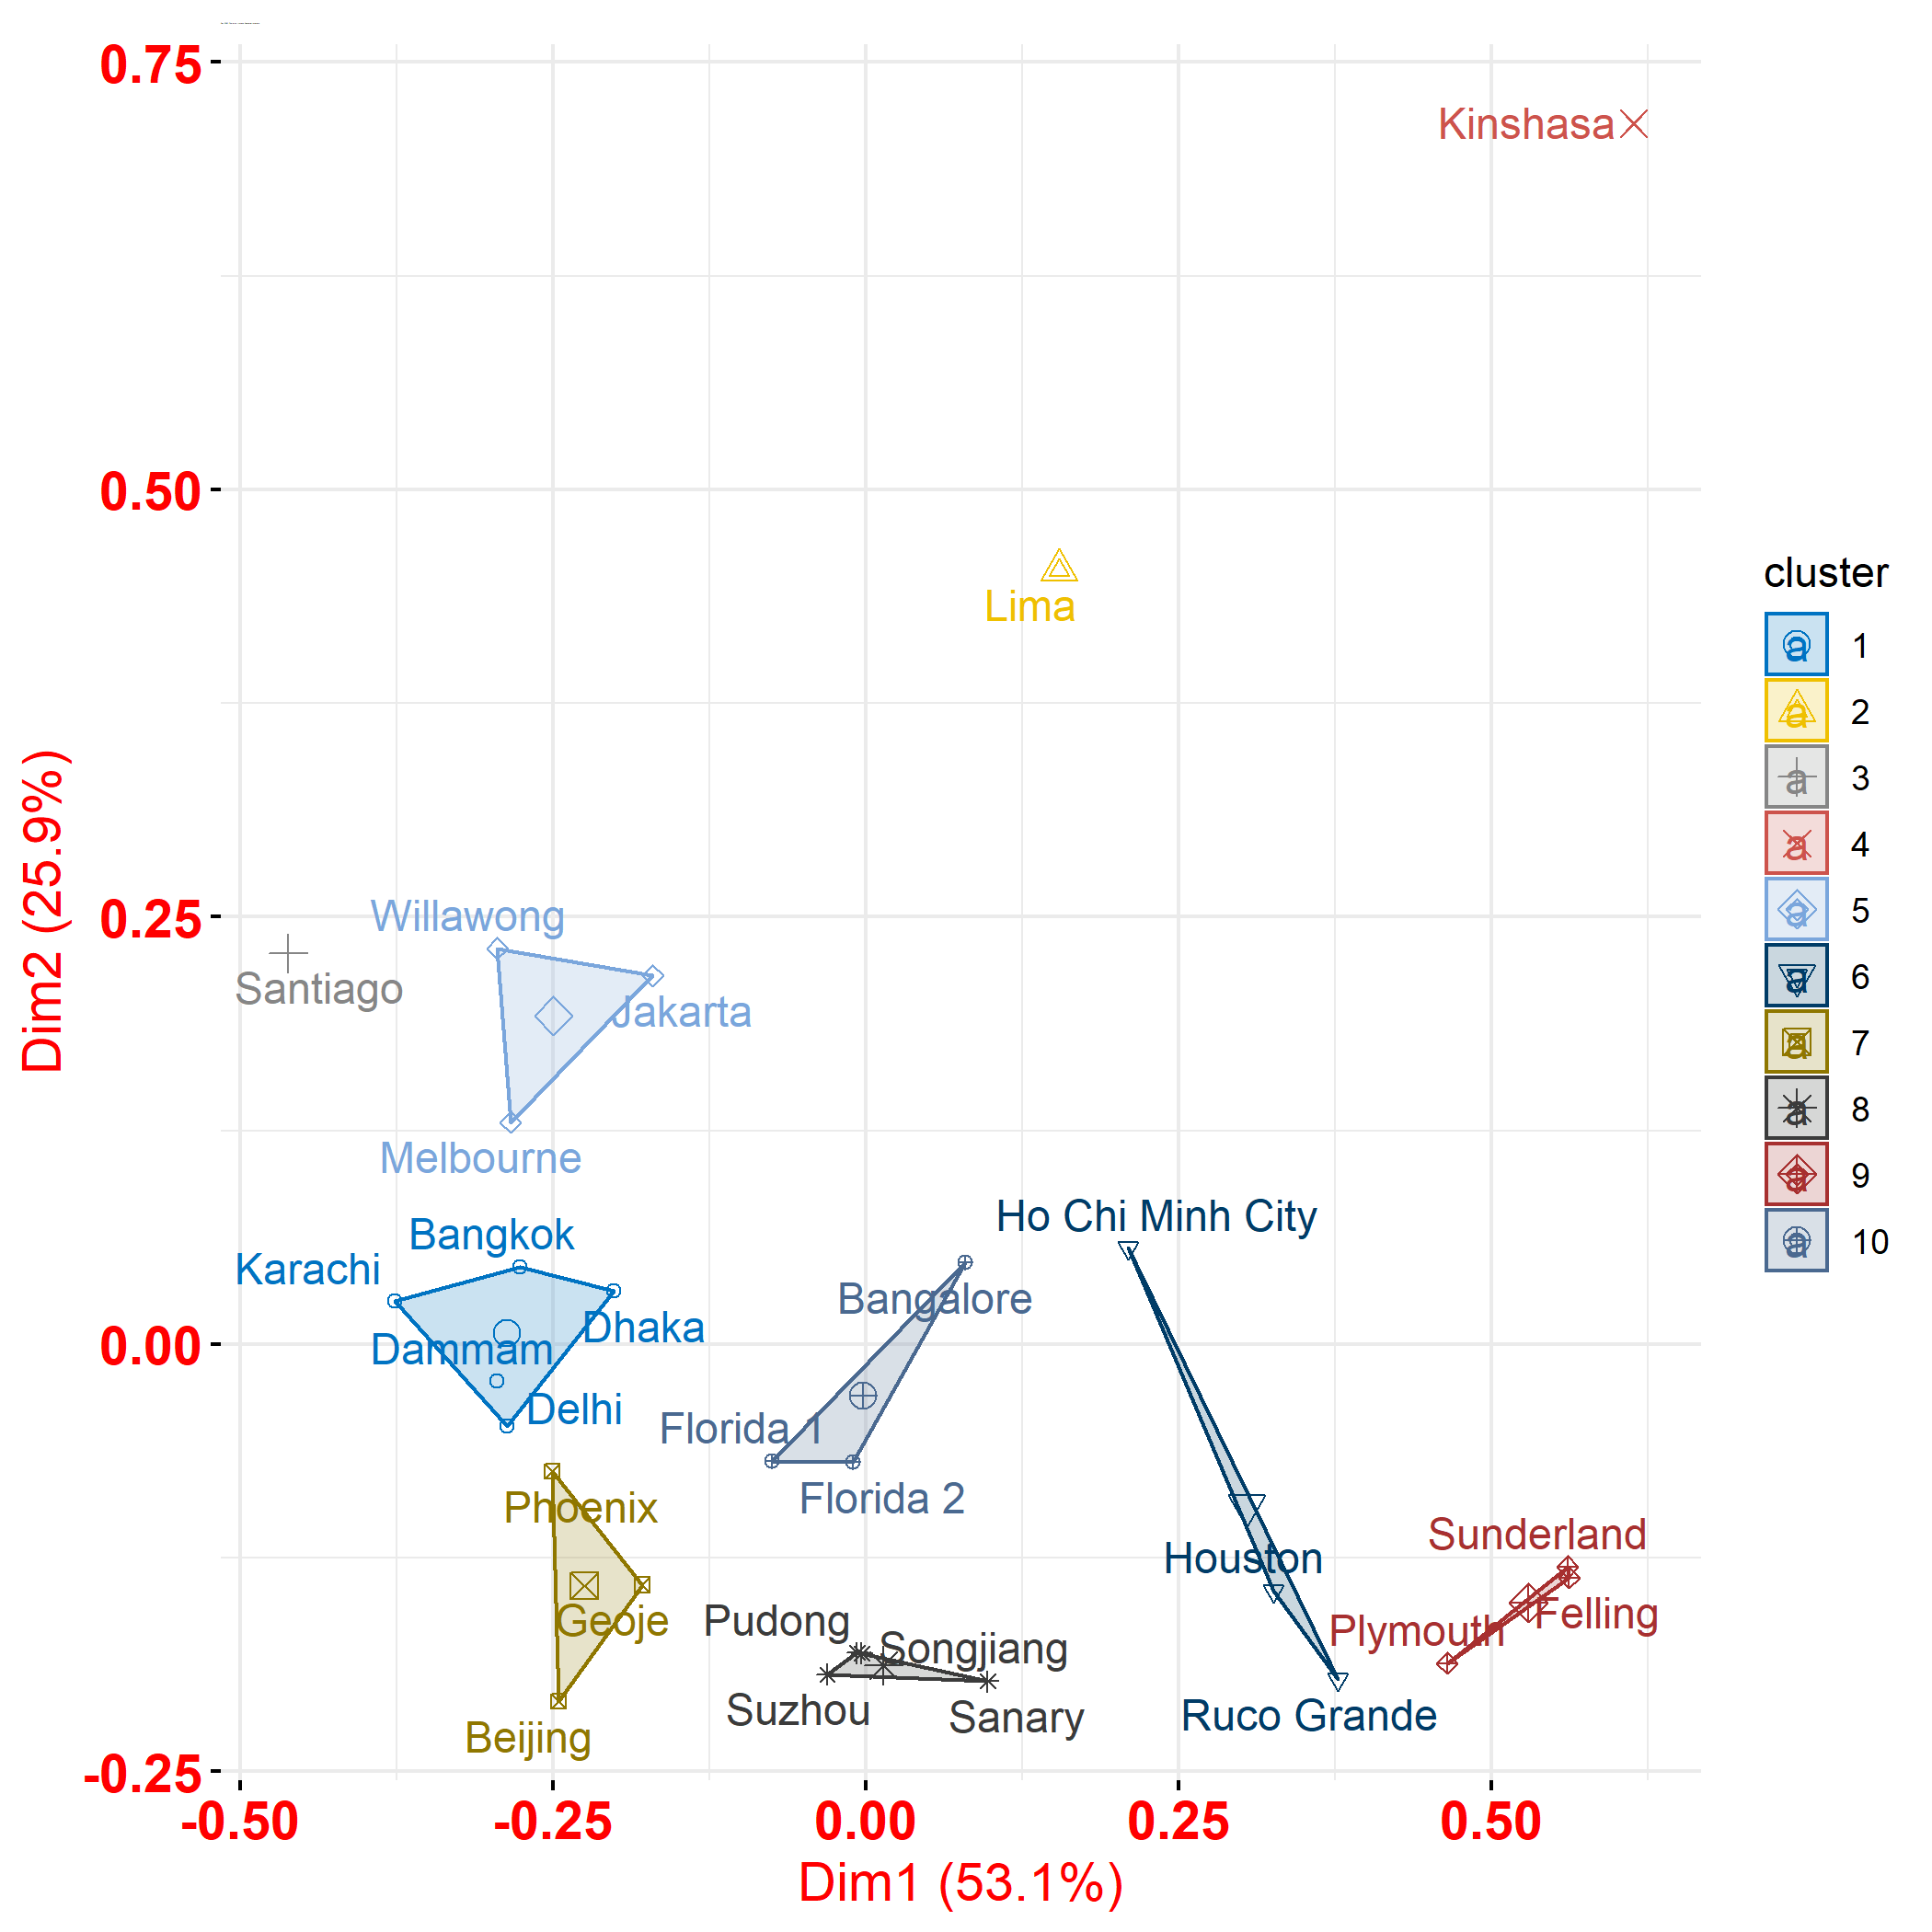 0.75
Kinshasa
0.50
Lima
cluster
a 1
a 2
a 3
a 4
a 5
a 6
a 7
a 8
a 9
a 10
Dim2 (25.9%)
0.25
Willawong
Santiago
Jakarta
Melbourne
Ho Chi Minh City
Bangkok
Karachi
Bangalore
Dhaka
0.00
Dammam
Delhi
Florida 1
Florida 2
Phoenix
Sunderland
Houston
Geoje
Pudong
Felling
Plymouth
Songjiang
Suzhou
Sanary
Ruco Grande
Beijing
-0.25
-0.50
-0.25
0.00
0.25
0.50
Dim1 (53.1%)